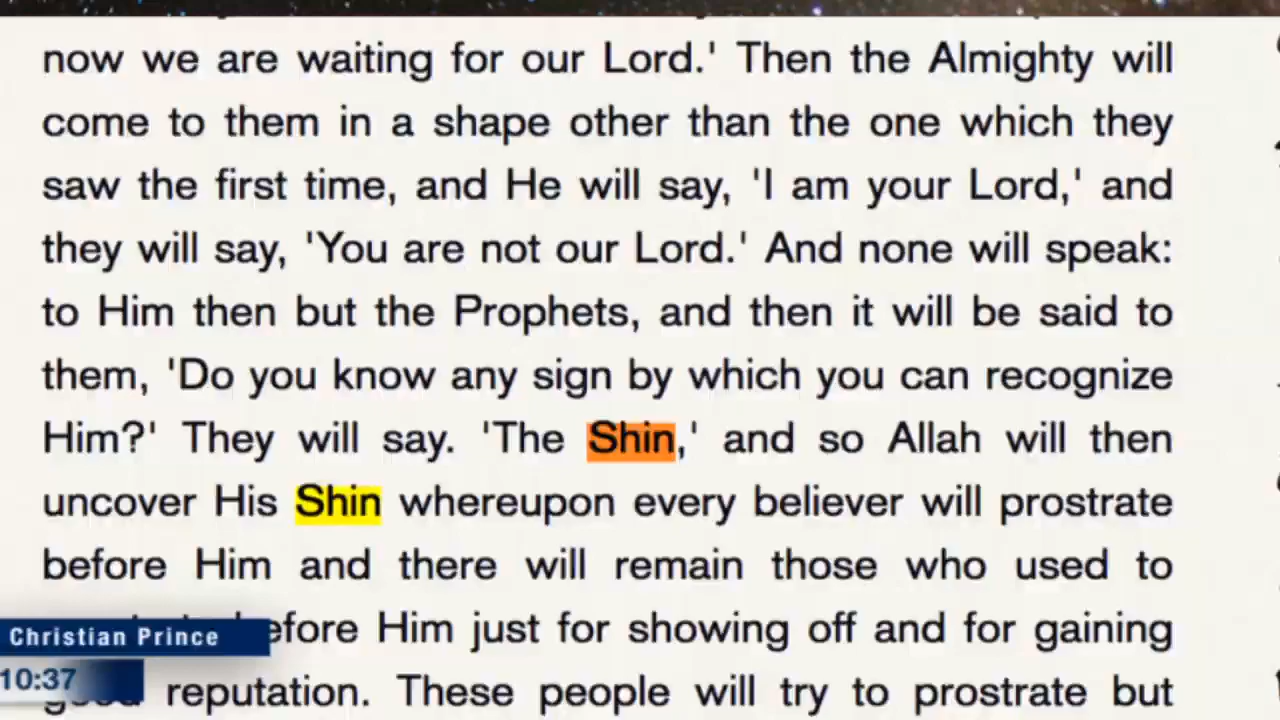 now we are waiting for our Lord.' Then the Almighty will
come to them in a shape other than the one which they
saw the first time, and He will say, 'I am your Lord,' and
they will say, 'You are not our Lord.' And none will speak:
to Him then but the Prophets, and then it will be said to
them, 'Do you know any sign by which you can recognize
Him?' They will say. 'The Shin,' and so Allah will then
uncover His Shin whereupon every believer will prostrate
before Him and there will remain those who used to
before Him just for showing off and for gaining
Christian Prince
10:37
good reputation. These people will try to prostrate but